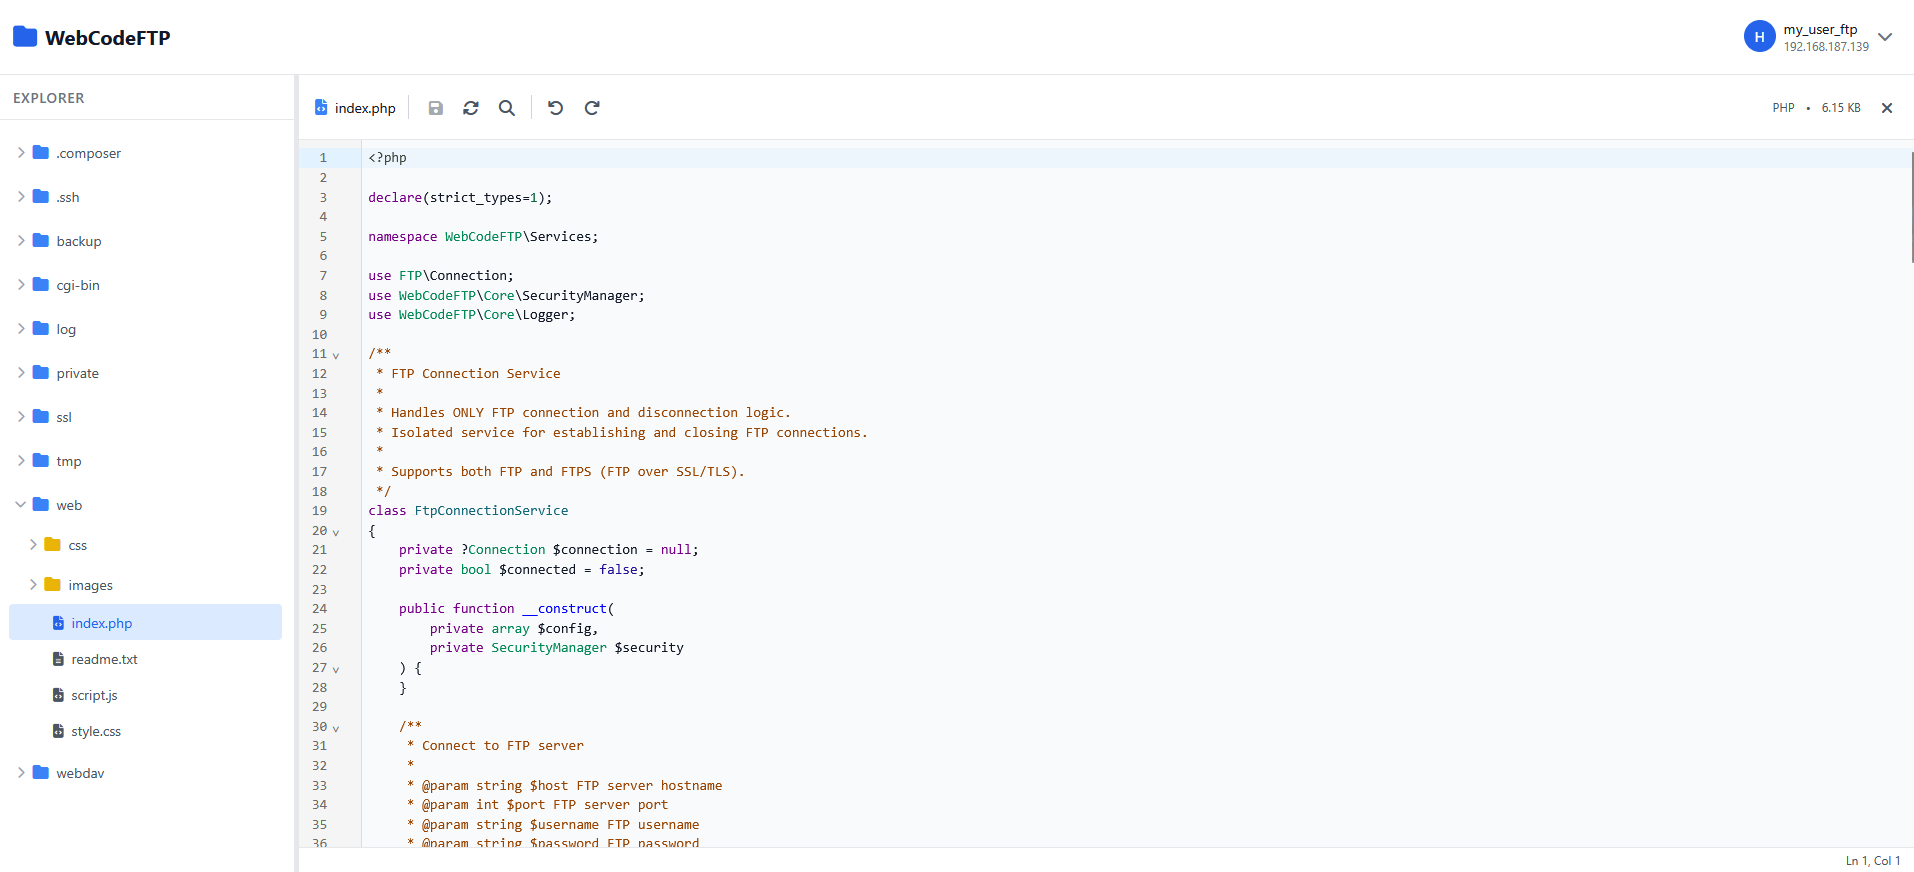 WebCodeFTP
H
my_user_ftp
192.168.187.139
EXPLORER
.composer
.ssh
backup
cgi-bin
log
private
ssl
tmp
web
css
images
index.php
readme.txt
script.js
style.css
webdav
index.php
PHP • 6.15 KB
1 <?php
2
3 declare(strict_types=1);
4
5 namespace WebCodeFTP\Services;
6
7 use FTP\Connection;
8 use WebCodeFTP\Core\SecurityManager;
9 use WebCodeFTP\Core\Logger;
10
11 /**
12  * FTP Connection Service
13  *
14  * Handles ONLY FTP connection and disconnection logic.
15  * Isolated service for establishing and closing FTP connections.
16  *
17  * Supports both FTP and FTPS (FTP over SSL/TLS).
18  */
19 class FtpConnectionService
20 {
21     private ?Connection $connection = null;
22     private bool $connected = false;
23
24     public function __construct(
25         private array $config,
26         private SecurityManager $security
27     ) {
28     }
29
30     /**
31      * Connect to FTP server
32      *
33      * @param string $host FTP server hostname
34      * @param int $port FTP server port
35      * @param string $username FTP username
36      * @param string $password FTP password
Ln 1, Col 1